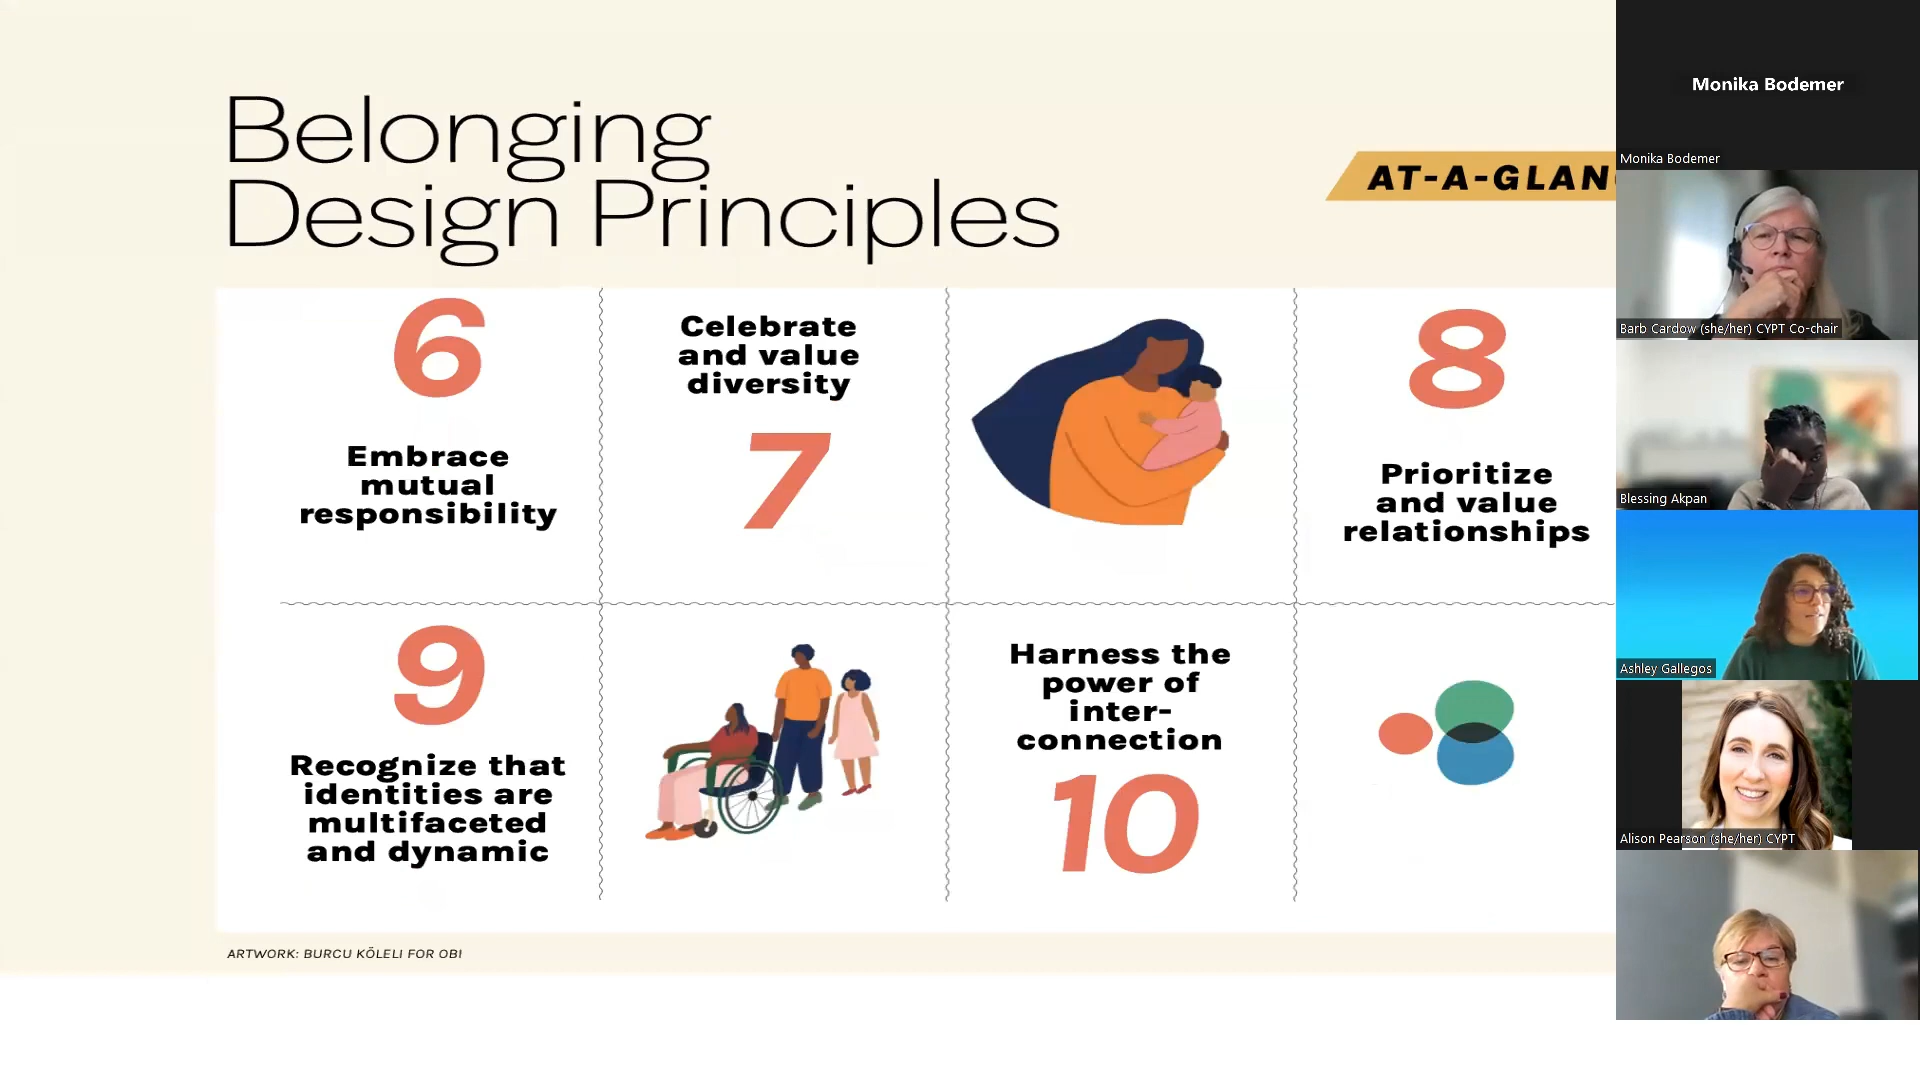 Belonging
Design Principles
AT-A-GLAN
6
Embrace
mutual
responsibility
Celebrate
and value
diversity
7
8
Prioritize
and value
relationships
9
Recognize that
identities are
multifaceted
and dynamic
Harness the
power of
inter-
connection
10
ARTWORK: BURCU KÖLELI FOR OBI
Monika Bodemer
Monika Bodemer
Barb Cardow (she/her) CYPT Co-chair
Blessing Akpan
Ashley Gallegos
Alison Pearson (she/her) CYPT